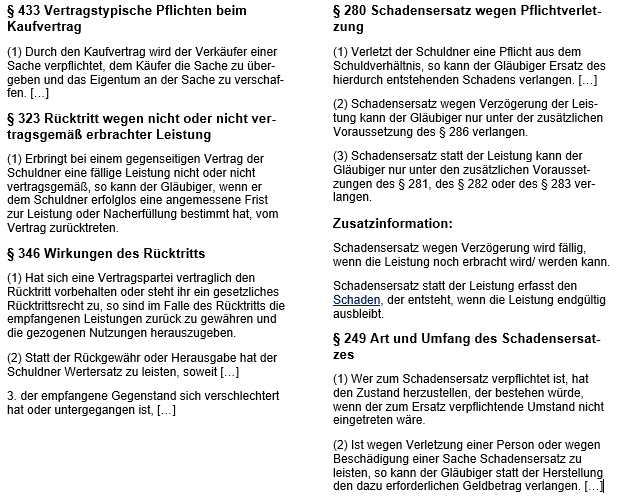 § 433 Vertragstypische Pflichten beim
Kaufvertrag
(1) Durch den Kaufvertrag wird der Verkäufer einer
Sache verpflichtet, dem Käufer die Sache zu über-
geben und das Eigentum an der Sache zu verschaf-
fen. […]
§ 323 Rücktritt wegen nicht oder nicht ver-
tragsgemäß erbrachter Leistung
(1) Erbringt bei einem gegenseitigen Vertrag der
Schuldner eine fällige Leistung nicht oder nicht
vertragsgemäß, so kann der Gläubiger, wenn er
dem Schuldner erfolglos eine angemessene Frist
zur Leistung oder Nacherfüllung bestimmt hat, vom
Vertrag zurücktreten.
§ 346 Wirkungen des Rücktritts
(1) Hat sich eine Vertragspartei vertraglich den
Rücktritt vorbehalten oder steht ihr ein gesetzliches
Rücktrittsrecht zu, so sind im Falle des Rücktritts die
empfangenen Leistungen zurück zu gewähren und
die gezogenen Nutzungen herauszugeben.
(2) Statt der Rückgewähr oder Herausgabe hat der
Schuldner Wertersatz zu leisten, soweit […]
3. der empfangene Gegenstand sich verschlechtert
hat oder untergegangen ist, […]
§ 280 Schadensersatz wegen Pflichtverlet-
zung
(1) Verletzt der Schuldner eine Pflicht aus dem
Schuldverhältnis, so kann der Gläubiger Ersatz des
hierdurch entstehenden Schadens verlangen. […]
(2) Schadensersatz wegen Verzögerung der Leis-
tung kann der Gläubiger nur unter der zusätzlichen
Voraussetzung des § 286 verlangen.
(3) Schadensersatz statt der Leistung kann der
Gläubiger nur unter den zusätzlichen Vorausset-
zungen des § 281, des § 282 oder des § 283 ver-
langen.
Zusatzinformation:
Schadensersatz wegen Verzögerung wird fällig,
wenn die Leistung noch erbracht wird/ werden kann.
Schadensersatz statt der Leistung erfasst den
Schaden, der entsteht, wenn die Leistung endgültig
ausbleibt.
§ 249 Art und Umfang des Schadensersat-
zes
(1) Wer zum Schadensersatz verpflichtet ist, hat
den Zustand herzustellen, der bestehen würde,
wenn der zum Ersatz verpflichtende Umstand nicht
eingetreten wäre.
(2) Ist wegen Verletzung einer Person oder wegen
Beschädigung einer Sache Schadensersatz zu
leisten, so kann der Gläubiger statt der Herstellung
den dazu erforderlichen Geldbetrag verlangen. […]